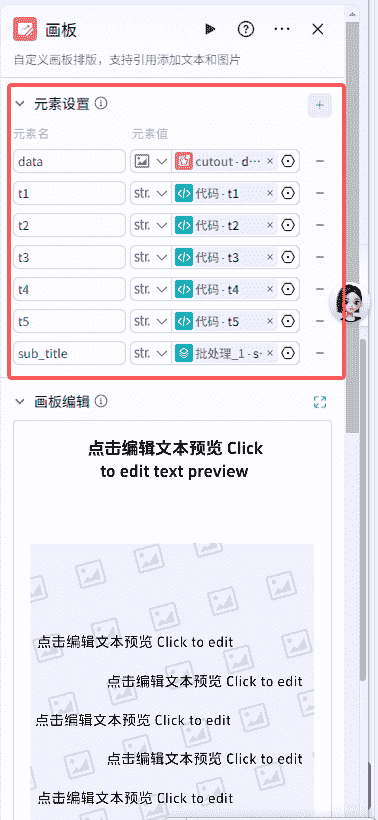 画板
自定义画板排版，支持引用添加文本和图片
元素设置
元素名 元素值
data cutout - d···
t1 str. 代码 - t1
t2 str. 代码 - t2
t3 str. 代码 - t3
t4 str. 代码 - t4
t5 str. 代码 - t5
sub_title str. 批处理_1 - s·
画板编辑
点击编辑文本预览 Click
to edit text preview
点击编辑文本预览 Click to edit
点击编辑文本预览 Click to edit
点击编辑文本预览 Click to edit
点击编辑文本预览 Click to edit
点击编辑文本预览 Click to edit